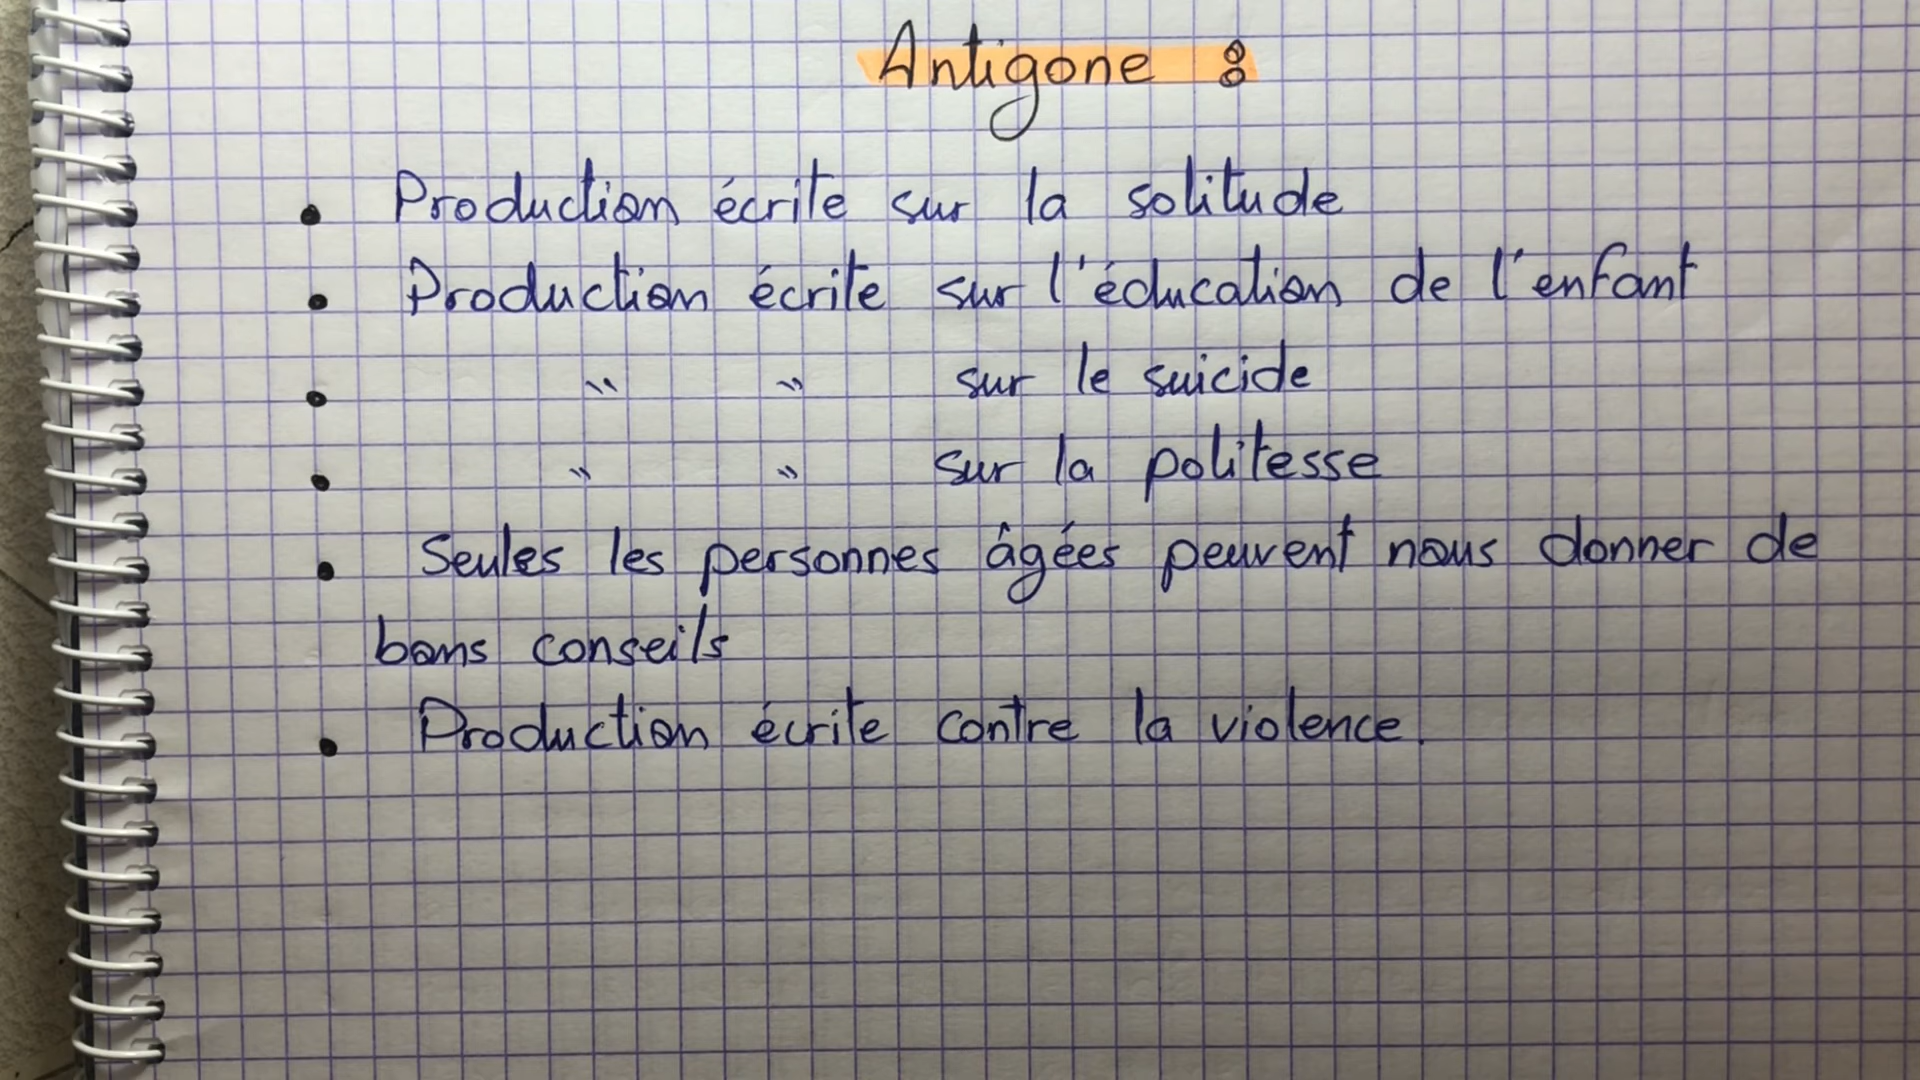 Antigone :
• Production écrite sur la solitude
• Production écrite sur l'éducation de l'enfant
• " " sur le suicide
• " " sur la politesse
• Seules les personnes âgées peuvent nous donner de
bons conseils
• Production écrite contre la violence.